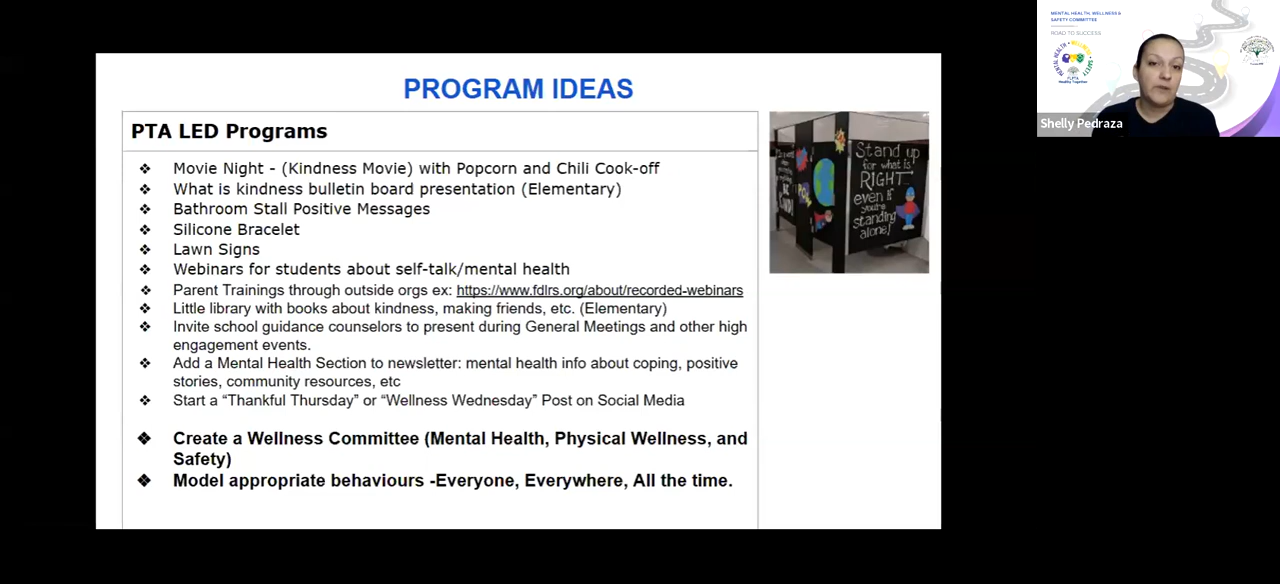 PROGRAM IDEAS
PTA LED Programs
❖ Movie Night - (Kindness Movie) with Popcorn and Chili Cook-off
❖ What is kindness bulletin board presentation (Elementary)
❖ Bathroom Stall Positive Messages
❖ Silicone Bracelet
❖ Lawn Signs
❖ Webinars for students about self-talk/mental health
❖ Parent Trainings through outside orgs ex: https://www.fdlrs.org/about/recorded-webinars
❖ Little library with books about kindness, making friends, etc. (Elementary)
❖ Invite school guidance counselors to present during General Meetings and other high
engagement events.
❖ Add a Mental Health Section to newsletter: mental health info about coping, positive
stories, community resources, etc
❖ Start a “Thankful Thursday” or “Wellness Wednesday” Post on Social Media
❖ Create a Wellness Committee (Mental Health, Physical Wellness, and
Safety)
❖ Model appropriate behaviours -Everyone, Everywhere, All the time.
Stand up
for what is
RIGHT
even if
you're
standing
alone!
MENTAL HEALTH, WELLNESS &
SAFETY COMMITTEE
ROAD TO SUCCESS
MENTAL HEALTH • WELLNESS • SAFETY
Healthy Together
Shelly Pedraza